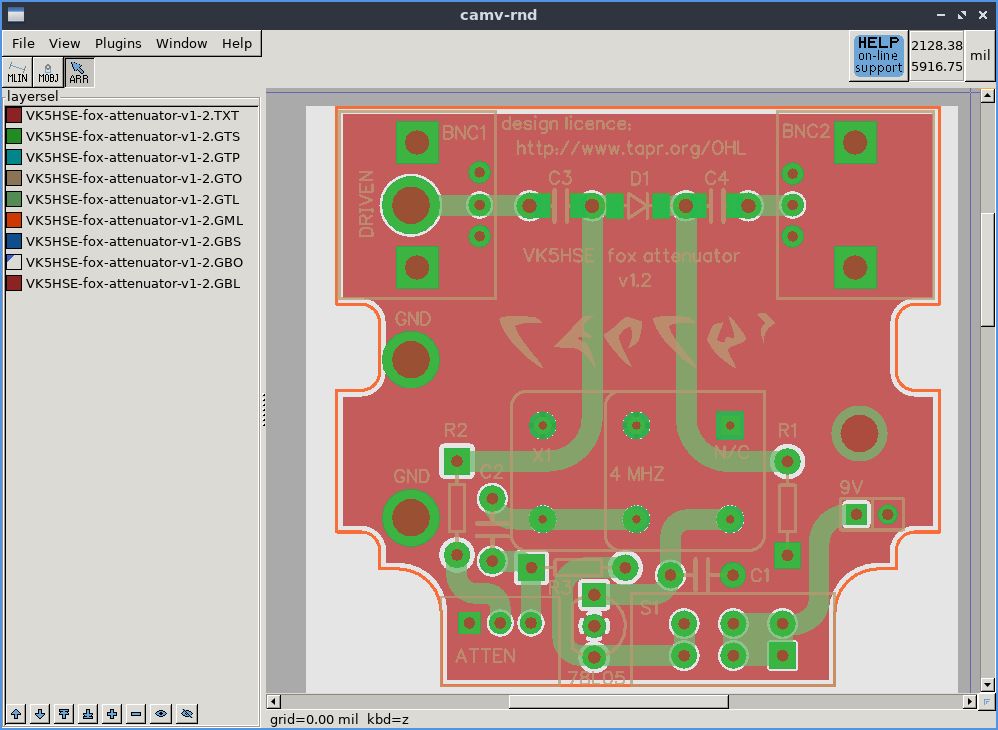 camv-rnd
File View Plugins Window Help
HELP
on-line
support
2128.38
5916.75
mil
MLIN MOBJ ARR
layersel
VK5HSE-fox-attenuator-v1-2.TXT
VK5HSE-fox-attenuator-v1-2.GTS
VK5HSE-fox-attenuator-v1-2.GTP
VK5HSE-fox-attenuator-v1-2.GTO
VK5HSE-fox-attenuator-v1-2.GTL
VK5HSE-fox-attenuator-v1-2.GML
VK5HSE-fox-attenuator-v1-2.GBS
VK5HSE-fox-attenuator-v1-2.GBO
VK5HSE-fox-attenuator-v1-2.GBL
BNC1
design licence;
http://www.tapr.org/OHL
BNC2
DRIVEN
C3 D1 C4
VK5HSE fox attenuator
v1.2
GND
R2
X1
N/C
R1
GND
C2
4 MHZ
9V
R3
C1
S1
ATTEN
78L05
grid=0.00 mil kbd=z